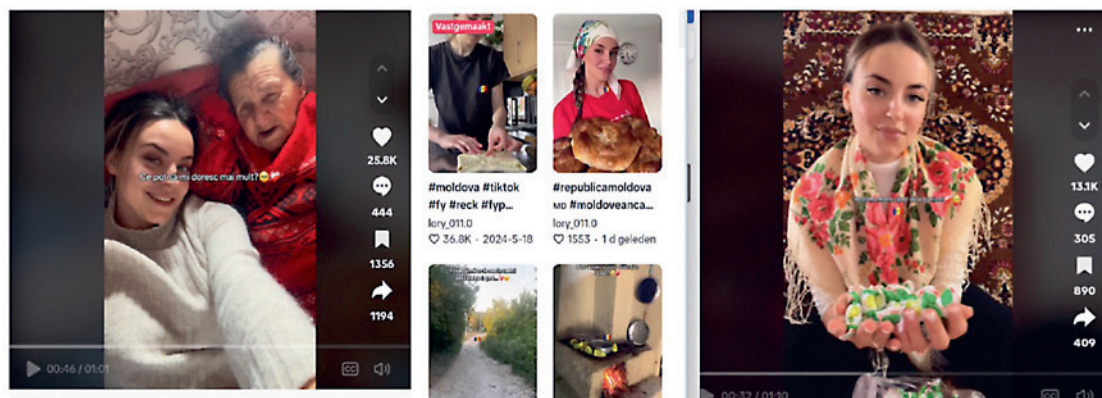 Ce pot să mi doresc mai mult?
25.8K
444
1356
1194
00:46 / 01:01
CC
Vastgemaakt
#moldova #tiktok
#fy #reck #fyp...
lory_011.0
36.8K · 2024-5-18
#republicamoldova
MD #moldoveanca...
lory_011.0
1553 · 1 d geleden
13.1K
305
890
409
00:32 / 01:10
CC